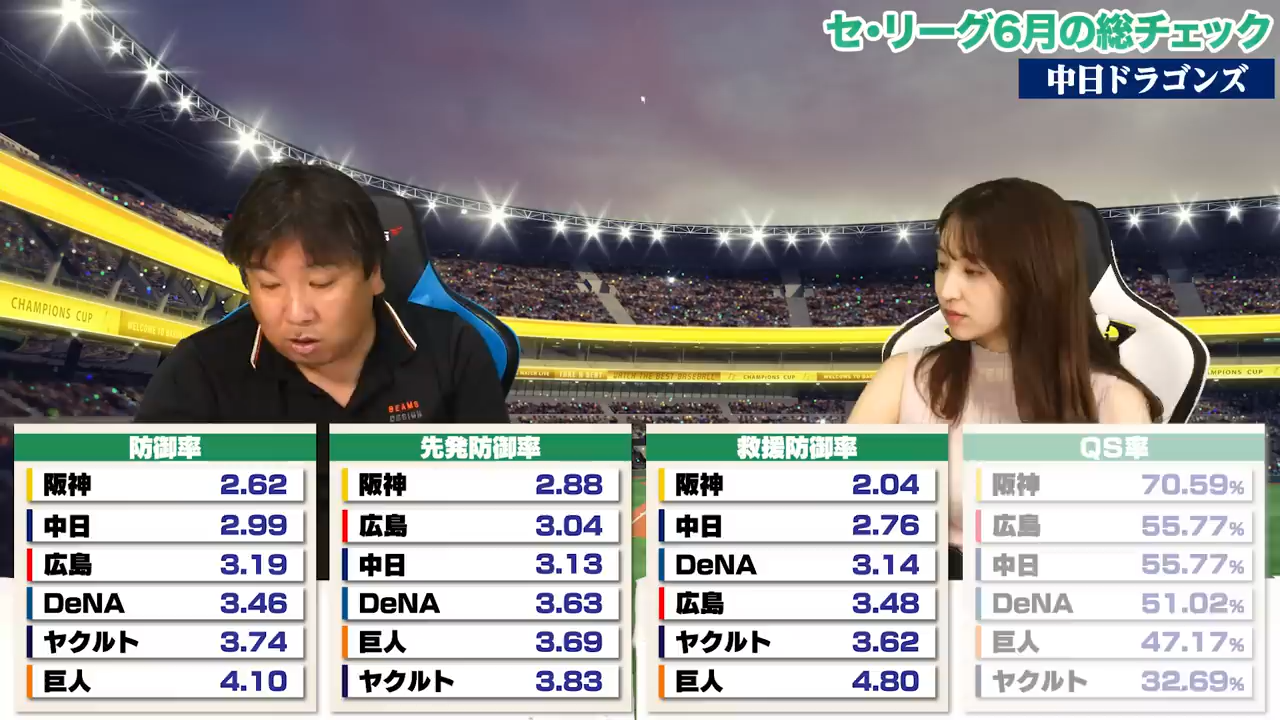 セ・リーグ6月の総チェック
中日ドラゴンズ
CHAMPIONS CUP
WATCH THE BEST BASEBALL
CHAMPIONS CUP
BEAMS
DESIGN
防御率
阪神 2.62
中日 2.99
広島 3.19
DeNA 3.46
ヤクルト 3.74
巨人 4.10
先発防御率
阪神 2.88
広島 3.04
中日 3.13
DeNA 3.63
巨人 3.69
ヤクルト 3.83
救援防御率
阪神 2.04
中日 2.76
DeNA 3.14
広島 3.48
ヤクルト 3.62
巨人 4.80
QS率
阪神 70.59%
広島 55.77%
中日 55.77%
DeNA 51.02%
巨人 47.17%
ヤクルト 32.69%